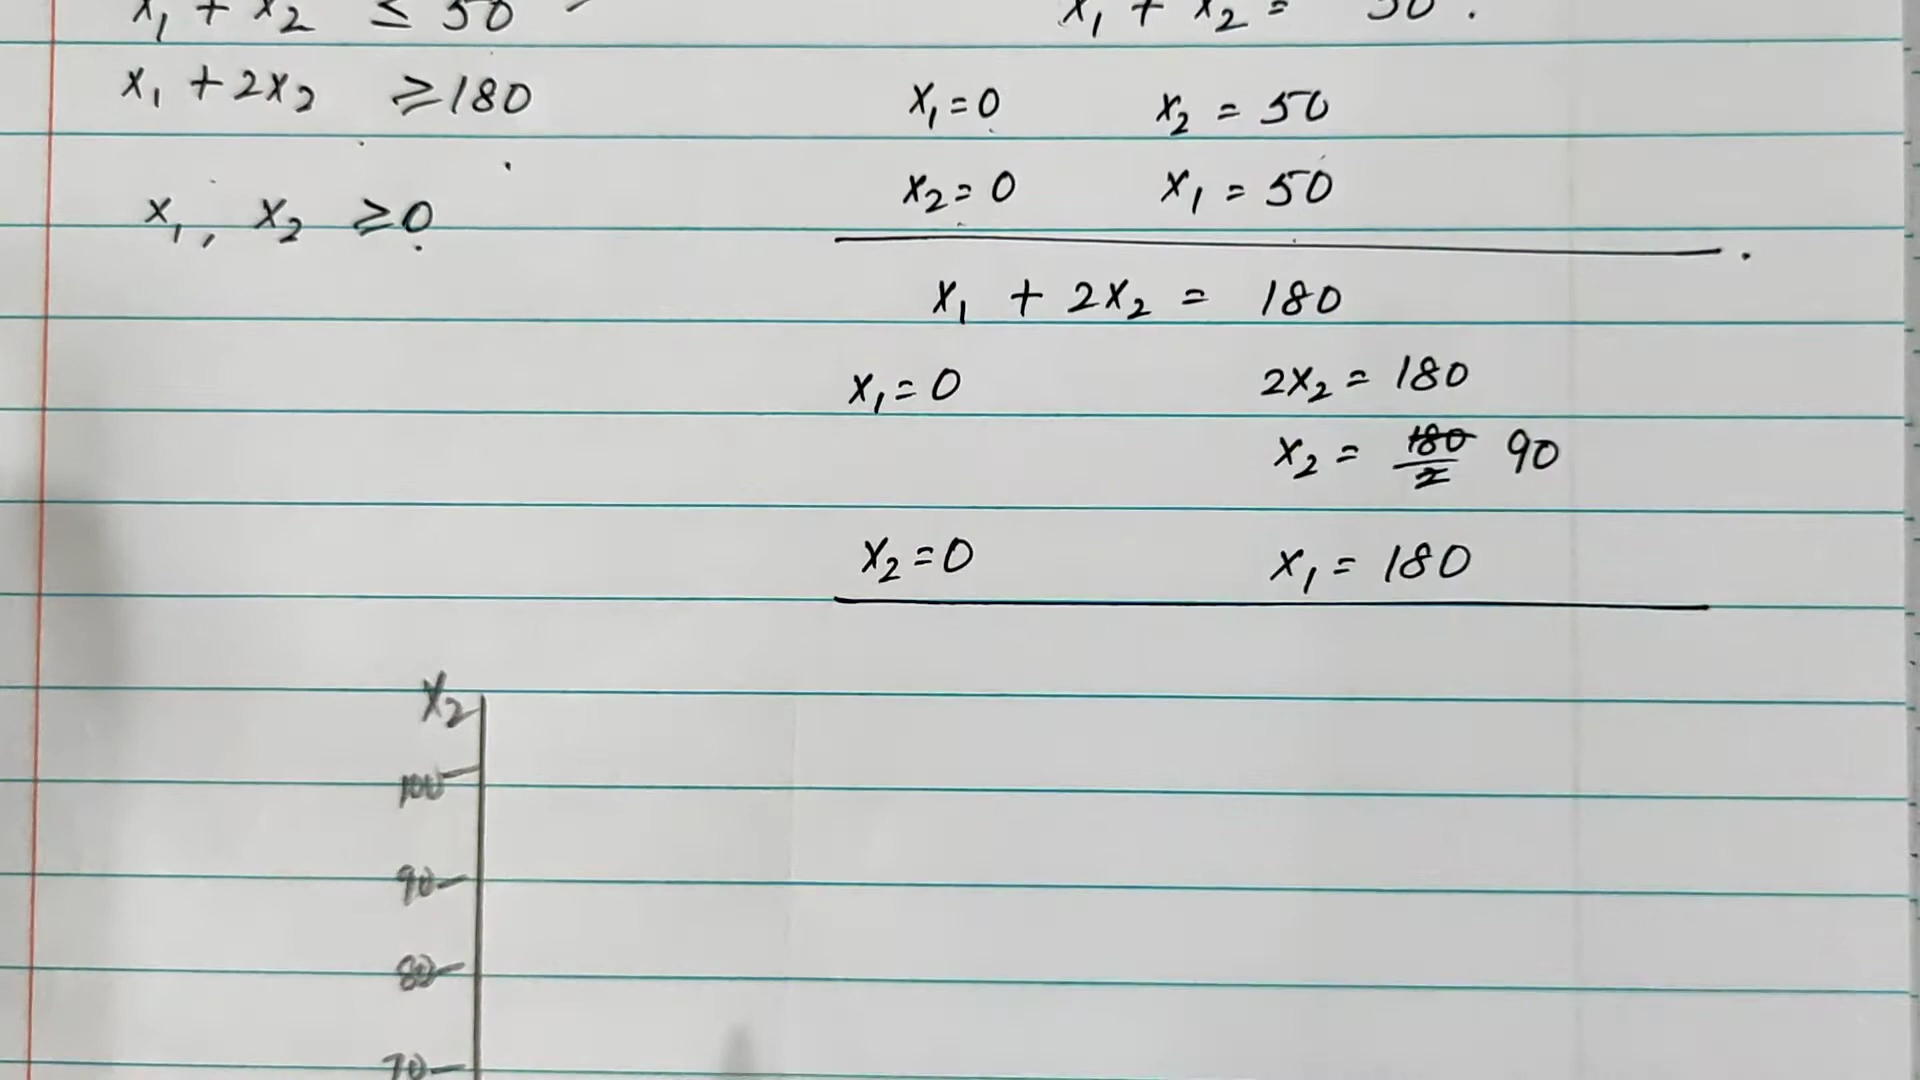 x₁ + x₂ ≤ 50
x₁ + 2x₂ ≥ 180
x₁, x₂ ≥ 0
x₁ + x₂ = 50.
x₁ = 0 x₂ = 50
x₂ = 0 x₁ = 50
x₁ + 2x₂ = 180
x₁ = 0 2x₂ = 180
x₂ = 180/2 90
x₂ = 0 x₁ = 180
x₂
100
90
80
70